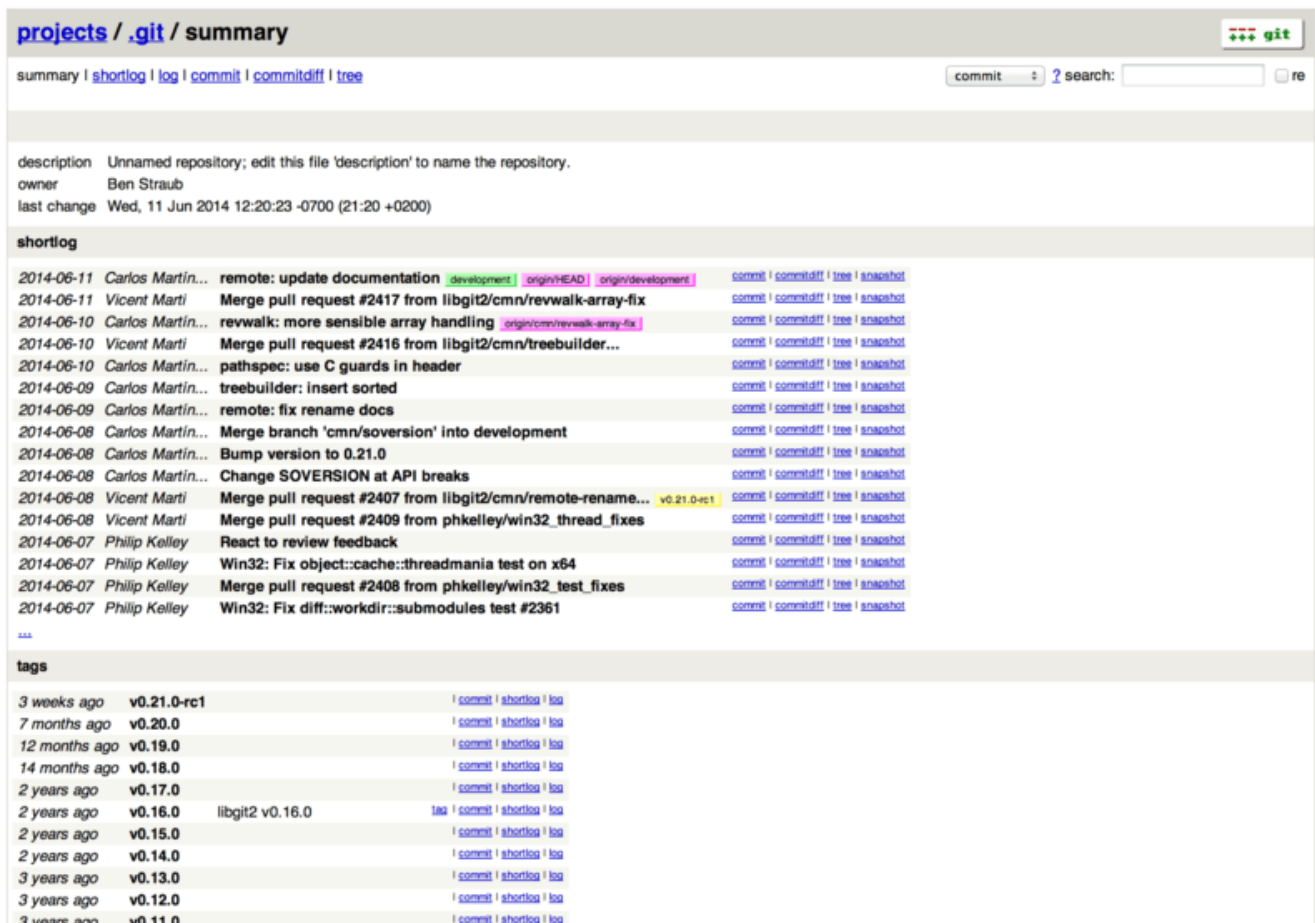 projects / .git / summary
git
summary | shortlog | log | commit | commitdiff | tree
commit ? search: re
description Unnamed repository; edit this file 'description' to name the repository.
owner Ben Straub
last change Wed, 11 Jun 2014 12:20:23 -0700 (21:20 +0200)
shortlog
2014-06-11 Carlos Martín... remote: update documentation development origin/HEAD origin/development commit | commitdiff | tree | snapshot
2014-06-11 Vicent Marti Merge pull request #2417 from libgit2/cmn/revwalk-array-fix commit | commitdiff | tree | snapshot
2014-06-10 Carlos Martín... revwalk: more sensible array handling origin/cmn/revwalk-array-fix commit | commitdiff | tree | snapshot
2014-06-10 Vicent Marti Merge pull request #2416 from libgit2/cmn/treebuilder... commit | commitdiff | tree | snapshot
2014-06-10 Carlos Martín... pathspec: use C guards in header commit | commitdiff | tree | snapshot
2014-06-09 Carlos Martín... treebuilder: insert sorted commit | commitdiff | tree | snapshot
2014-06-09 Carlos Martín... remote: fix rename docs commit | commitdiff | tree | snapshot
2014-06-08 Carlos Martín... Merge branch 'cmn/soversion' into development commit | commitdiff | tree | snapshot
2014-06-08 Carlos Martín... Bump version to 0.21.0 commit | commitdiff | tree | snapshot
2014-06-08 Carlos Martín... Change SOVERSION at API breaks commit | commitdiff | tree | snapshot
2014-06-08 Vicent Marti Merge pull request #2407 from libgit2/cmn/remote-rename... v0.21.0-rc1 commit | commitdiff | tree | snapshot
2014-06-08 Vicent Marti Merge pull request #2409 from phkelley/win32_thread_fixes commit | commitdiff | tree | snapshot
2014-06-07 Philip Kelley React to review feedback commit | commitdiff | tree | snapshot
2014-06-07 Philip Kelley Win32: Fix object::cache::threadmania test on x64 commit | commitdiff | tree | snapshot
2014-06-07 Philip Kelley Merge pull request #2408 from phkelley/win32_test_fixes commit | commitdiff | tree | snapshot
2014-06-07 Philip Kelley Win32: Fix diff::workdir::submodules test #2361 commit | commitdiff | tree | snapshot
...
tags
3 weeks ago v0.21.0-rc1 | commit | shortlog | log
7 months ago v0.20.0 | commit | shortlog | log
12 months ago v0.19.0 | commit | shortlog | log
14 months ago v0.18.0 | commit | shortlog | log
2 years ago v0.17.0 | commit | shortlog | log
2 years ago v0.16.0 libgit2 v0.16.0 tag | commit | shortlog | log
2 years ago v0.15.0 | commit | shortlog | log
2 years ago v0.14.0 | commit | shortlog | log
3 years ago v0.13.0 | commit | shortlog | log
3 years ago v0.12.0 | commit | shortlog | log
3 years ago v0.11.0 | commit | shortlog | log